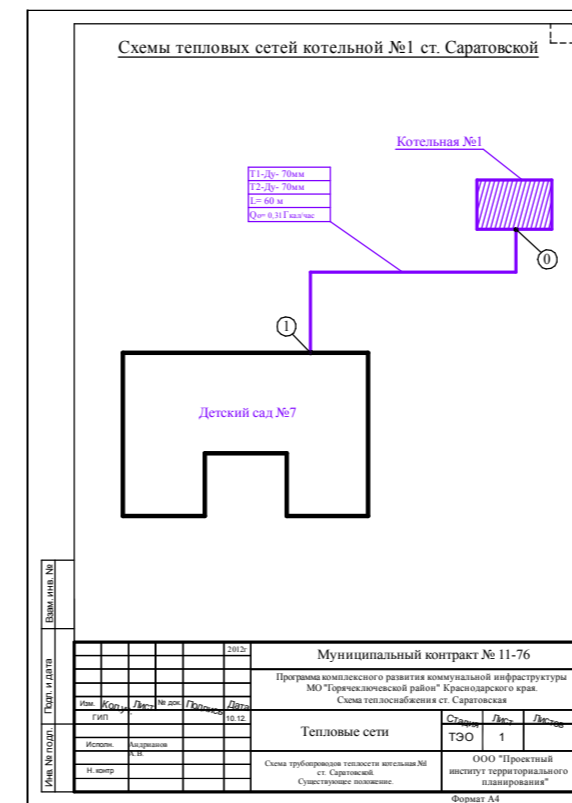 Схемы тепловых сетей котельной №1 ст. Саратовской
Котельная №1
Т1-Ду- 70мм
Т2-Ду- 70мм
L= 60 м
Qо= 0,31Гкал/час
0
1
Детский сад №7
Взам. инв. №
Подп. и дата
Инв. № подл.
2012г
Муниципальный контракт № 11-76
Программа комплексного развития коммунальной инфраструктуры
МО "Горячеключевской район" Краснодарского края.
Схема теплоснабжения ст. Саратовская
Изм. Кол.уч. Лист № док. Подпись Дата
ГИП 10.12.
Тепловые сети
Стадия Лист Листов
ТЭО 1
Исполн. Андрианов
А.В.
Н. контр
Схема трубопроводов теплосети котельная №1
ст. Саратовской.
Существующее положение.
ООО "Проектный
институт территориального
планирования"
Формат А4